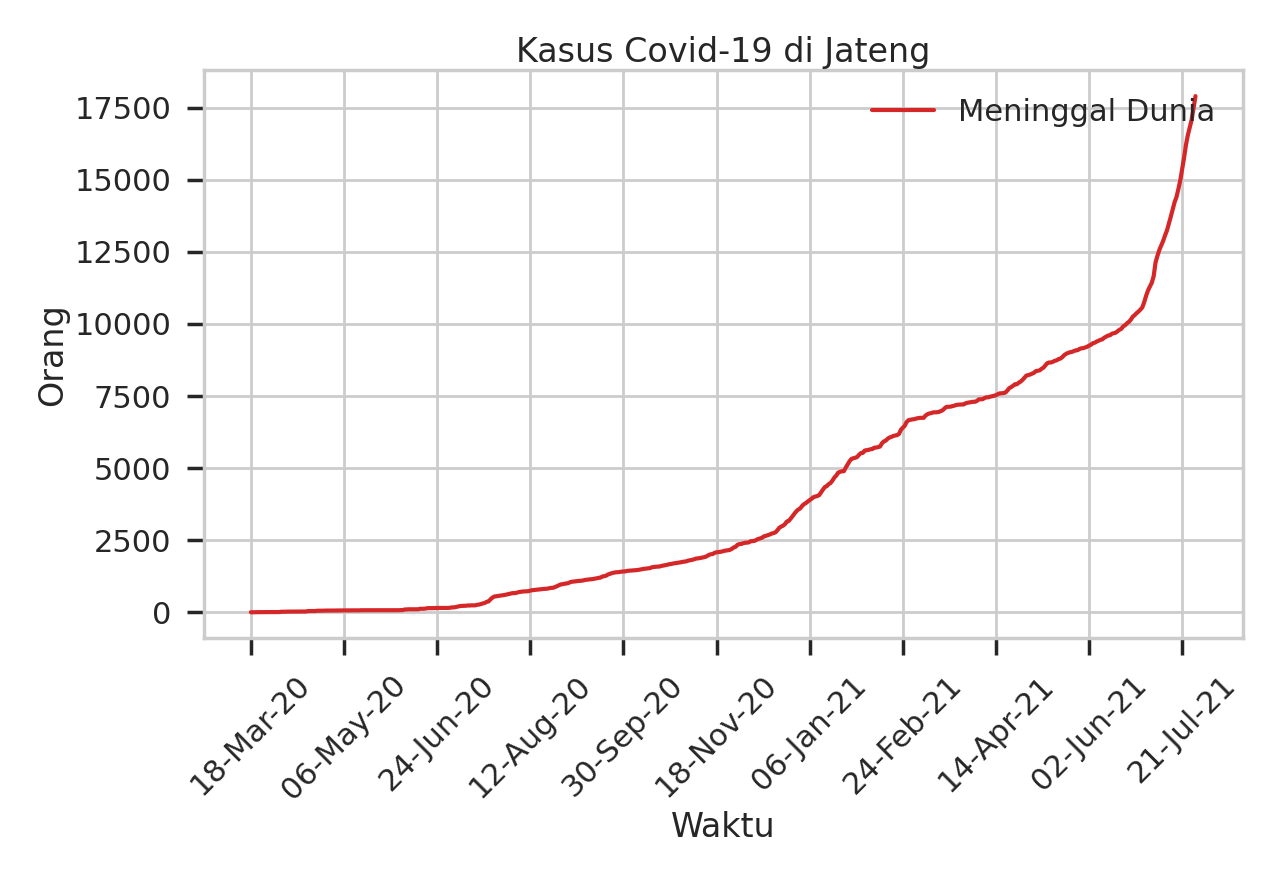 Kasus Covid-19 di Jateng
Meninggal Dunia
Orang
17500
15000
12500
10000
7500
5000
2500
0
18-Mar-20
06-May-20
24-Jun-20
12-Aug-20
30-Sep-20
18-Nov-20
06-Jan-21
24-Feb-21
14-Apr-21
02-Jun-21
21-Jul-21
Waktu